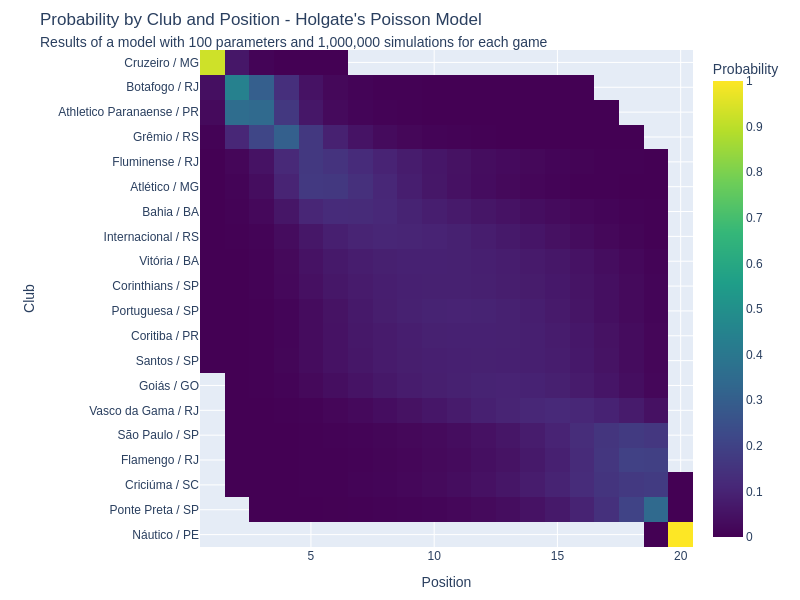 Probability by Club and Position - Holgate's Poisson Model
Results of a model with 100 parameters and 1,000,000 simulations for each game
Probability
Club
Cruzeiro / MG
Botafogo / RJ
Athletico Paranaense / PR
Grêmio / RS
Fluminense / RJ
Atlético / MG
Bahia / BA
Internacional / RS
Vitória / BA
Corinthians / SP
Portuguesa / SP
Coritiba / PR
Santos / SP
Goiás / GO
Vasco da Gama / RJ
São Paulo / SP
Flamengo / RJ
Criciúma / SC
Ponte Preta / SP
Náutico / PE
5
10
15
20
Position
1
0.9
0.8
0.7
0.6
0.5
0.4
0.3
0.2
0.1
0